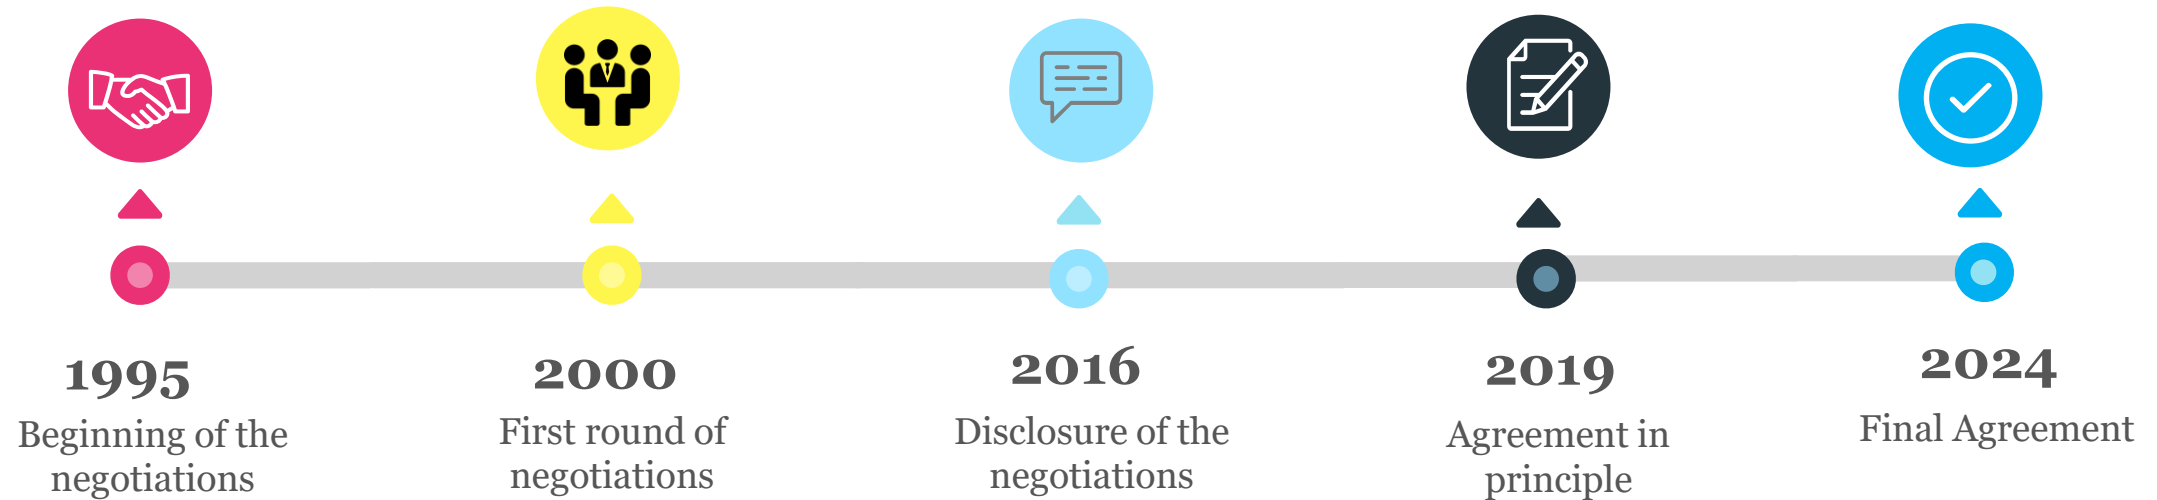 1995
Beginning of the
negotiations
2000
First round of
negotiations
2016
Disclosure of the
negotiations
2019
Agreement in
principle
2024
Final Agreement